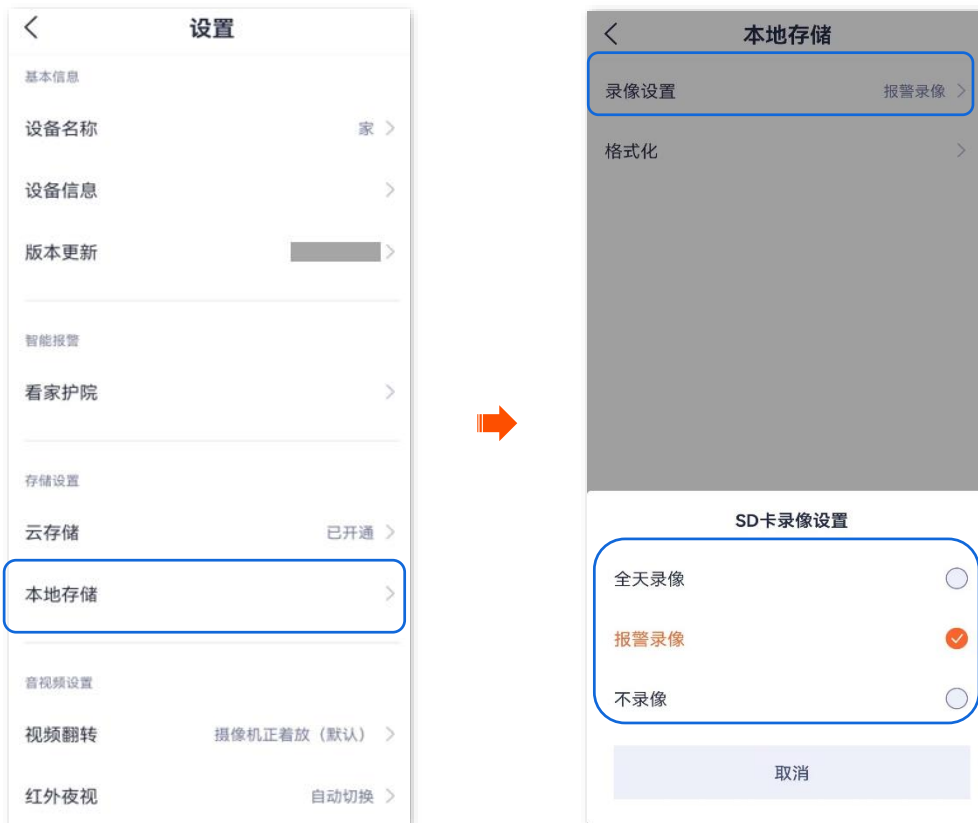 设置
基本信息
设备名称 家
设备信息
版本更新
智能报警
看家护院
存储设置
云存储 已开通
本地存储
音视频设置
视频翻转 摄像机正着放（默认）
红外夜视 自动切换
本地存储
录像设置 报警录像
格式化
SD卡录像设置
全天录像
报警录像
不录像
取消